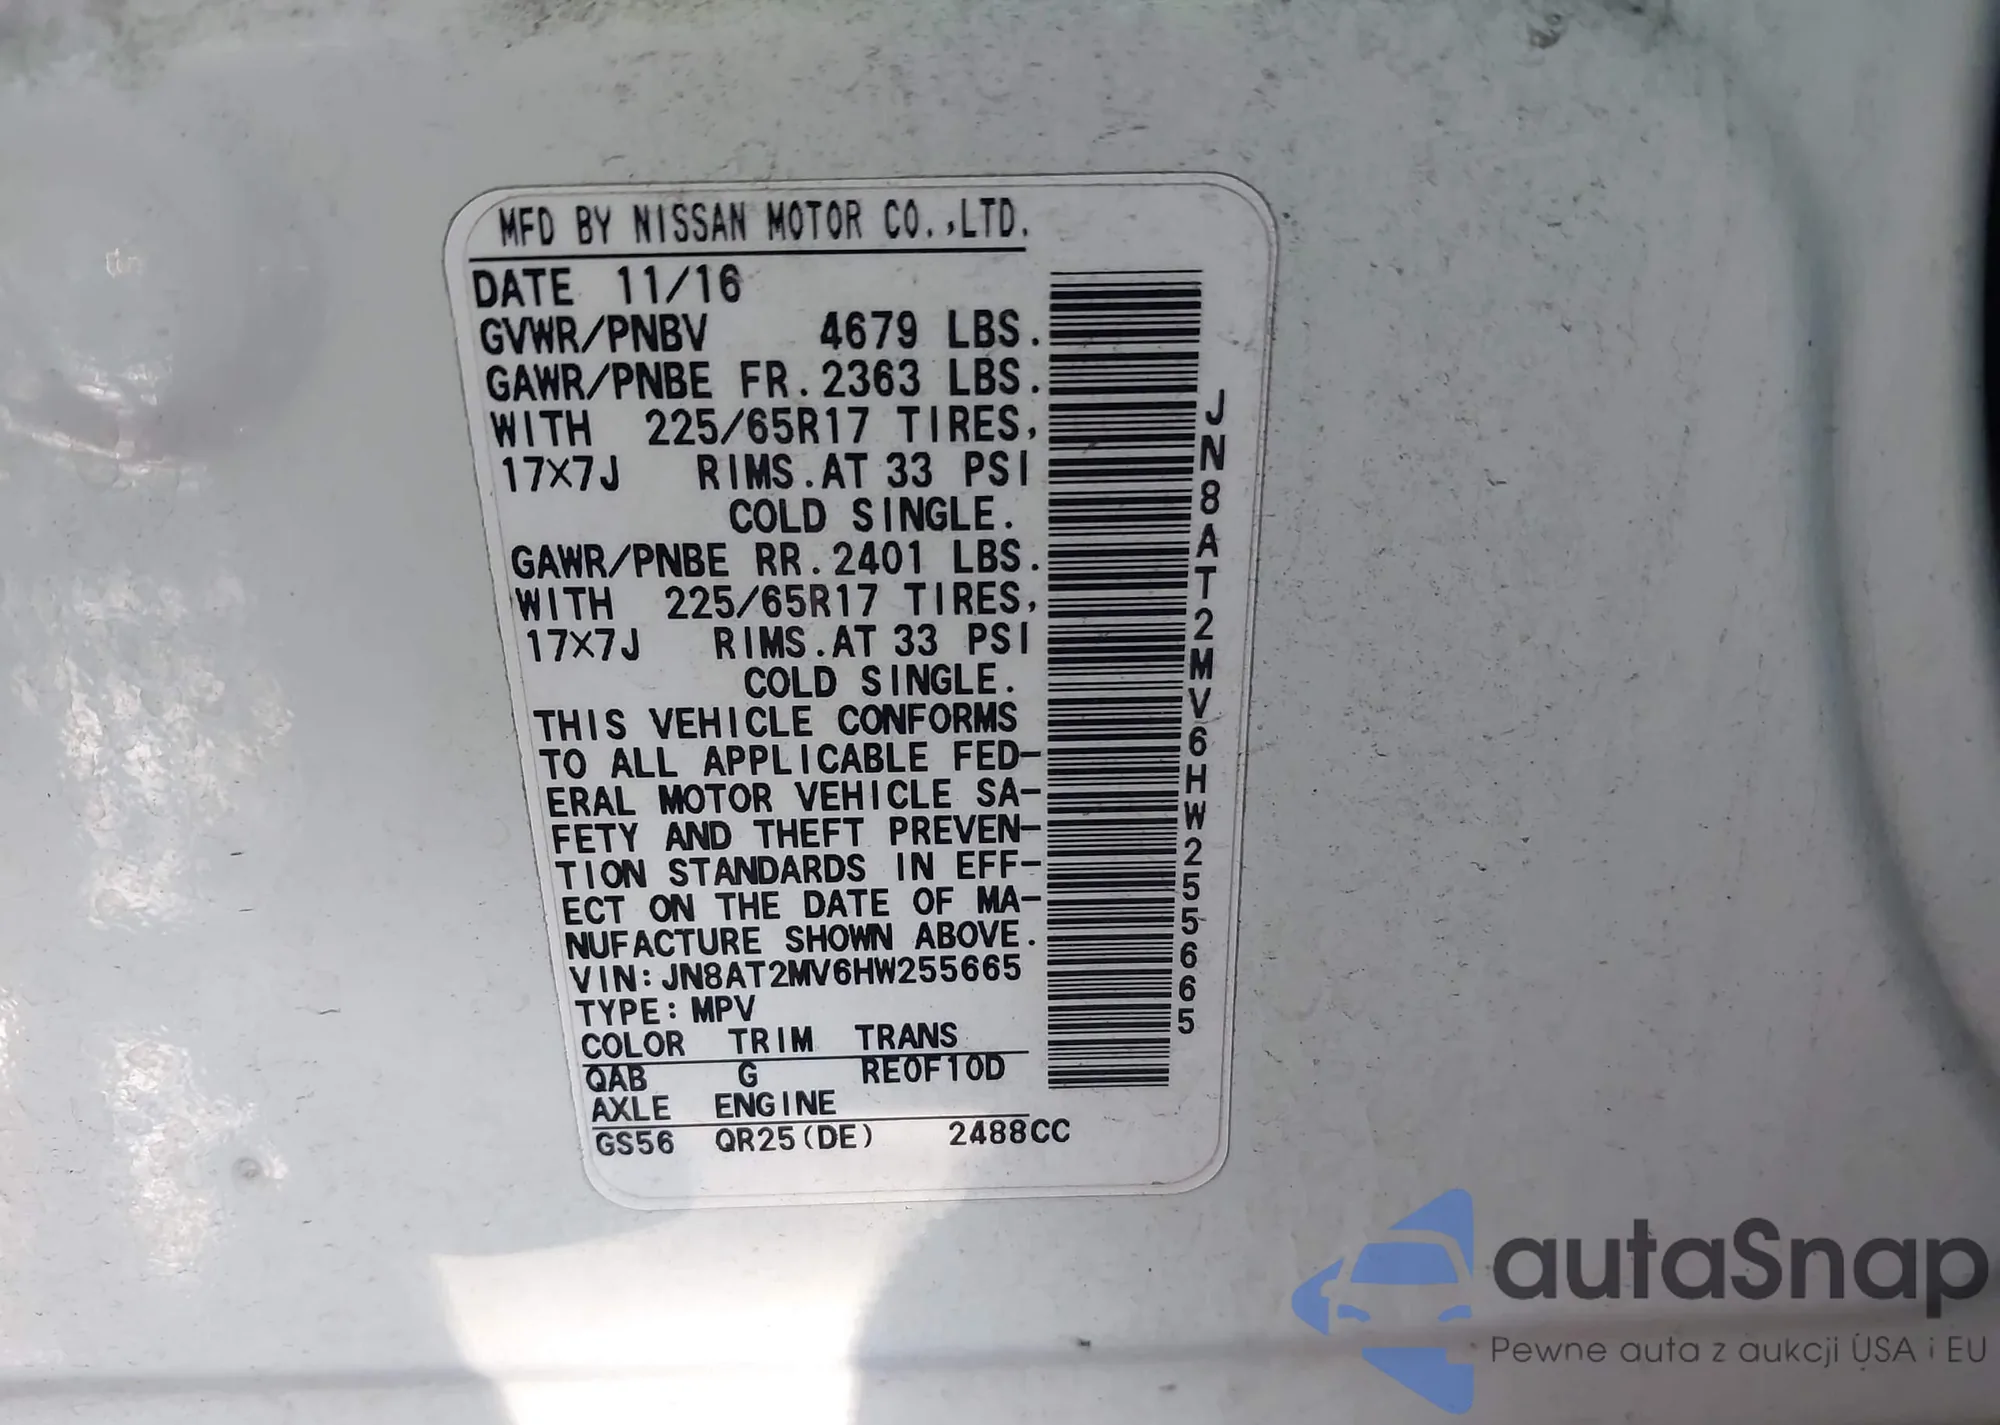 MFD BY NISSAN MOTOR CO.,LTD.
DATE 11/16
GVWR/PNBV 4679 LBS.
GAWR/PNBE FR. 2363 LBS.
WITH 225/65R17 TIRES,
17X7J RIMS. AT 33 PSI
COLD SINGLE.
GAWR/PNBE RR. 2401 LBS.
WITH 225/65R17 TIRES,
17X7J RIMS. AT 33 PSI
COLD SINGLE.
THIS VEHICLE CONFORMS
TO ALL APPLICABLE FED-
ERAL MOTOR VEHICLE SA-
FETY AND THEFT PREVEN-
TION STANDARDS IN EFF-
ECT ON THE DATE OF MA-
NUFACTURE SHOWN ABOVE.
VIN: JN8AT2MV6HW255665
TYPE: MPV
COLOR TRIM TRANS
QAB G RE0F10D
AXLE ENGINE
GS56 QR25(DE) 2488CC
JN8AT2MV6HW255665
autaSnap
Pewne auta z aukcji USA i EU